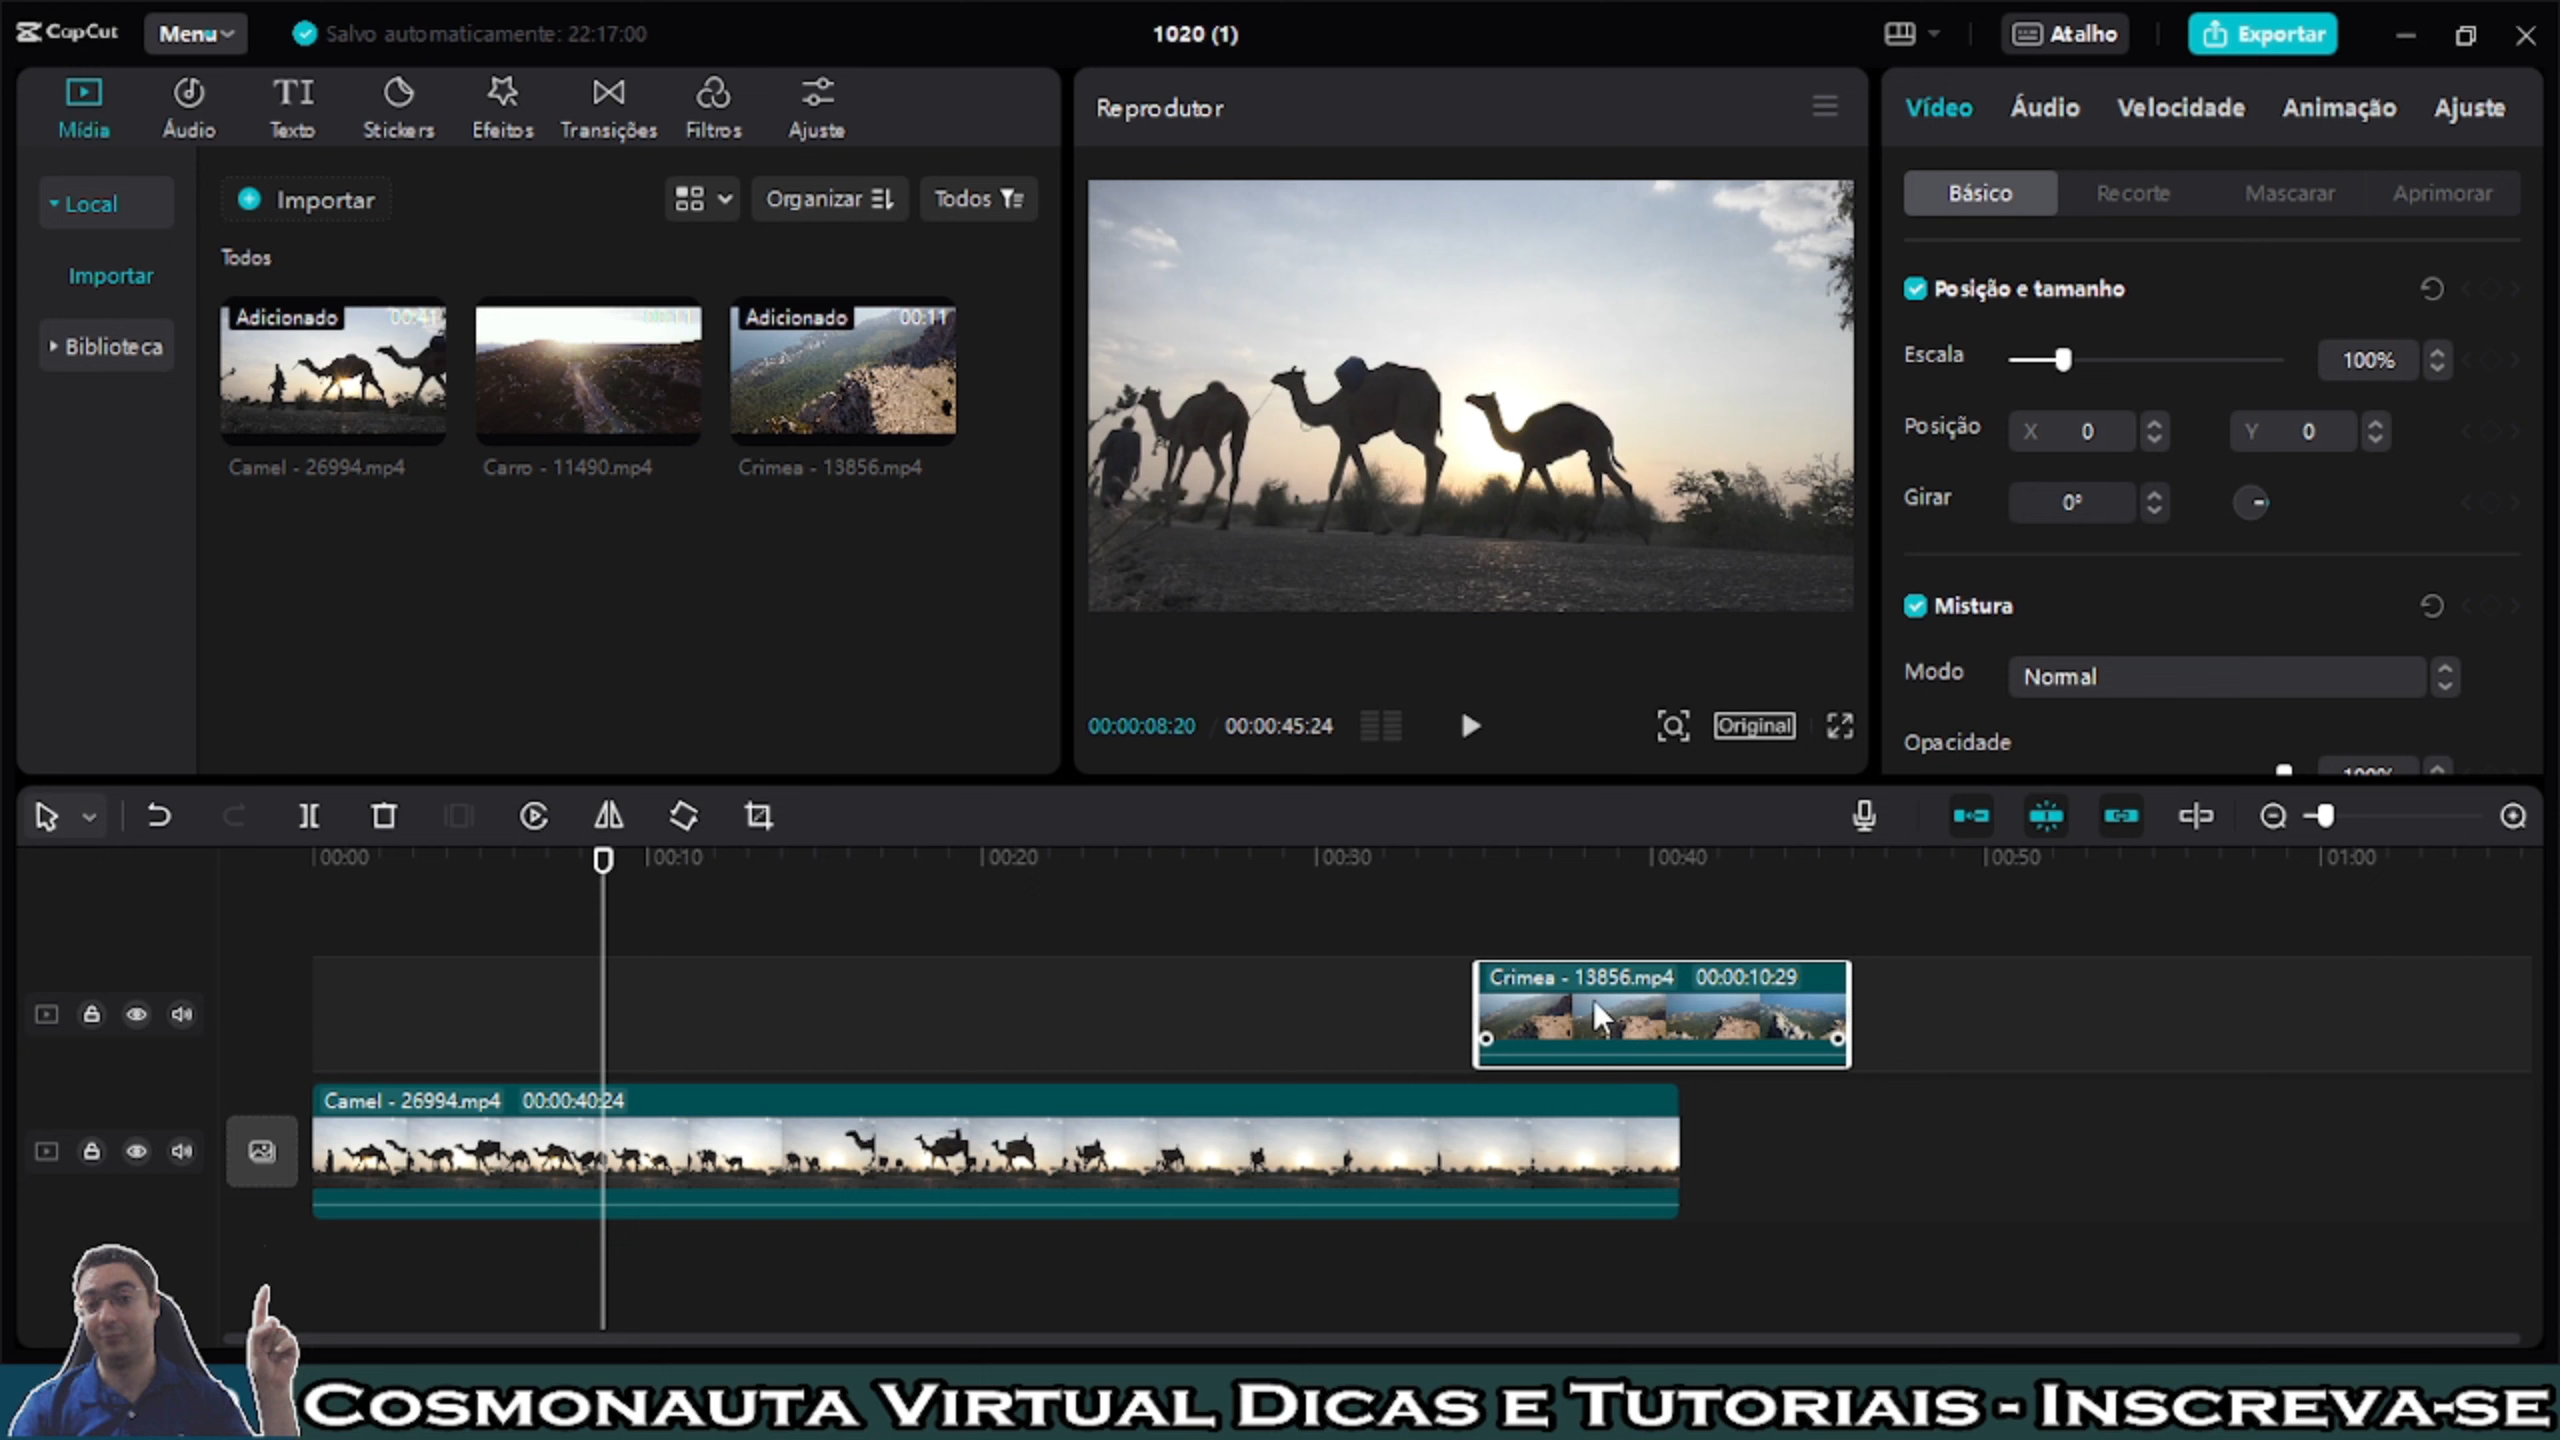 CapCut Menu Salvo automaticamente: 22:17:00 1020 (1) Atalho Exportar
Mídia Áudio Texto Stickers Efeitos Transições Filtros Ajuste
Reprodutor
Vídeo Áudio Velocidade Animação Ajuste
Local
Importar
Biblioteca
Importar Organizar Todos
Todos
Adicionado 00:41
00:11
Adicionado 00:11
Camel - 26994.mp4 Carro - 11490.mp4 Crimea - 13856.mp4
00:00:08:20 / 00:00:45:24 Original
Básico Recorte Mascarar Aprimorar
Posição e tamanho
Escala 100%
Posição X 0 Y 0
Girar 0°
Mistura
Modo Normal
Opacidade
100%
00:00 00:10 00:20 00:30 00:40 00:50 01:00
Crimea - 13856.mp4 00:00:10:29
Camel - 26994.mp4 00:00:40:24
Cosmonauta Virtual Dicas e Tutoriais - Inscreva-se